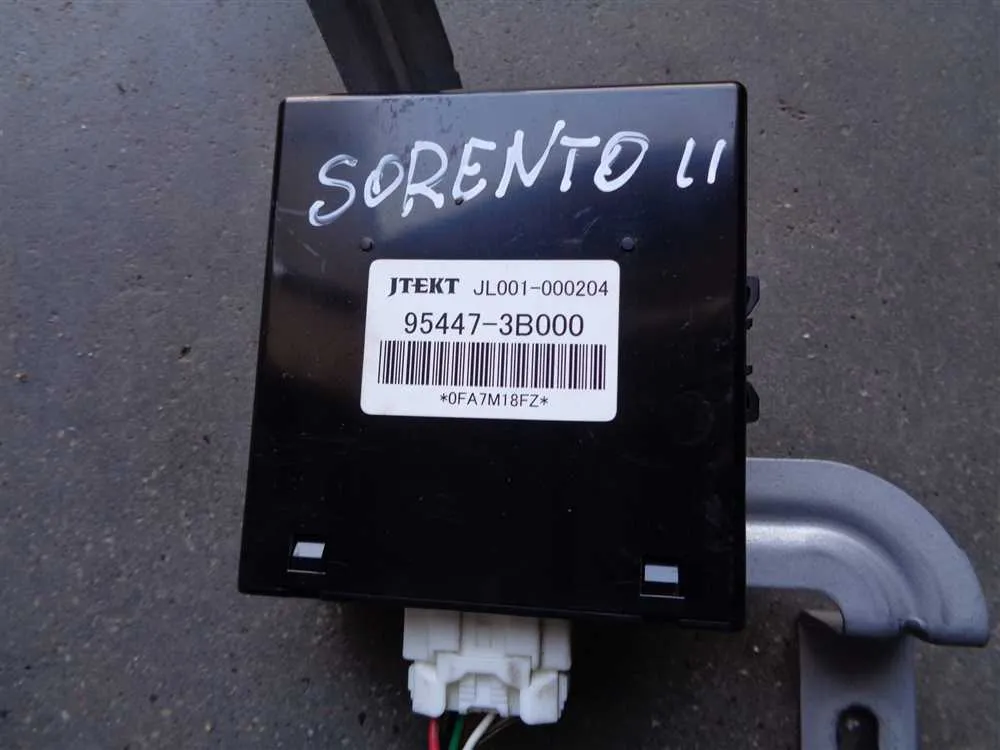 SORENTO II
JTEKT JL001-000204
95447-3B000
*0FA7M18FZ*